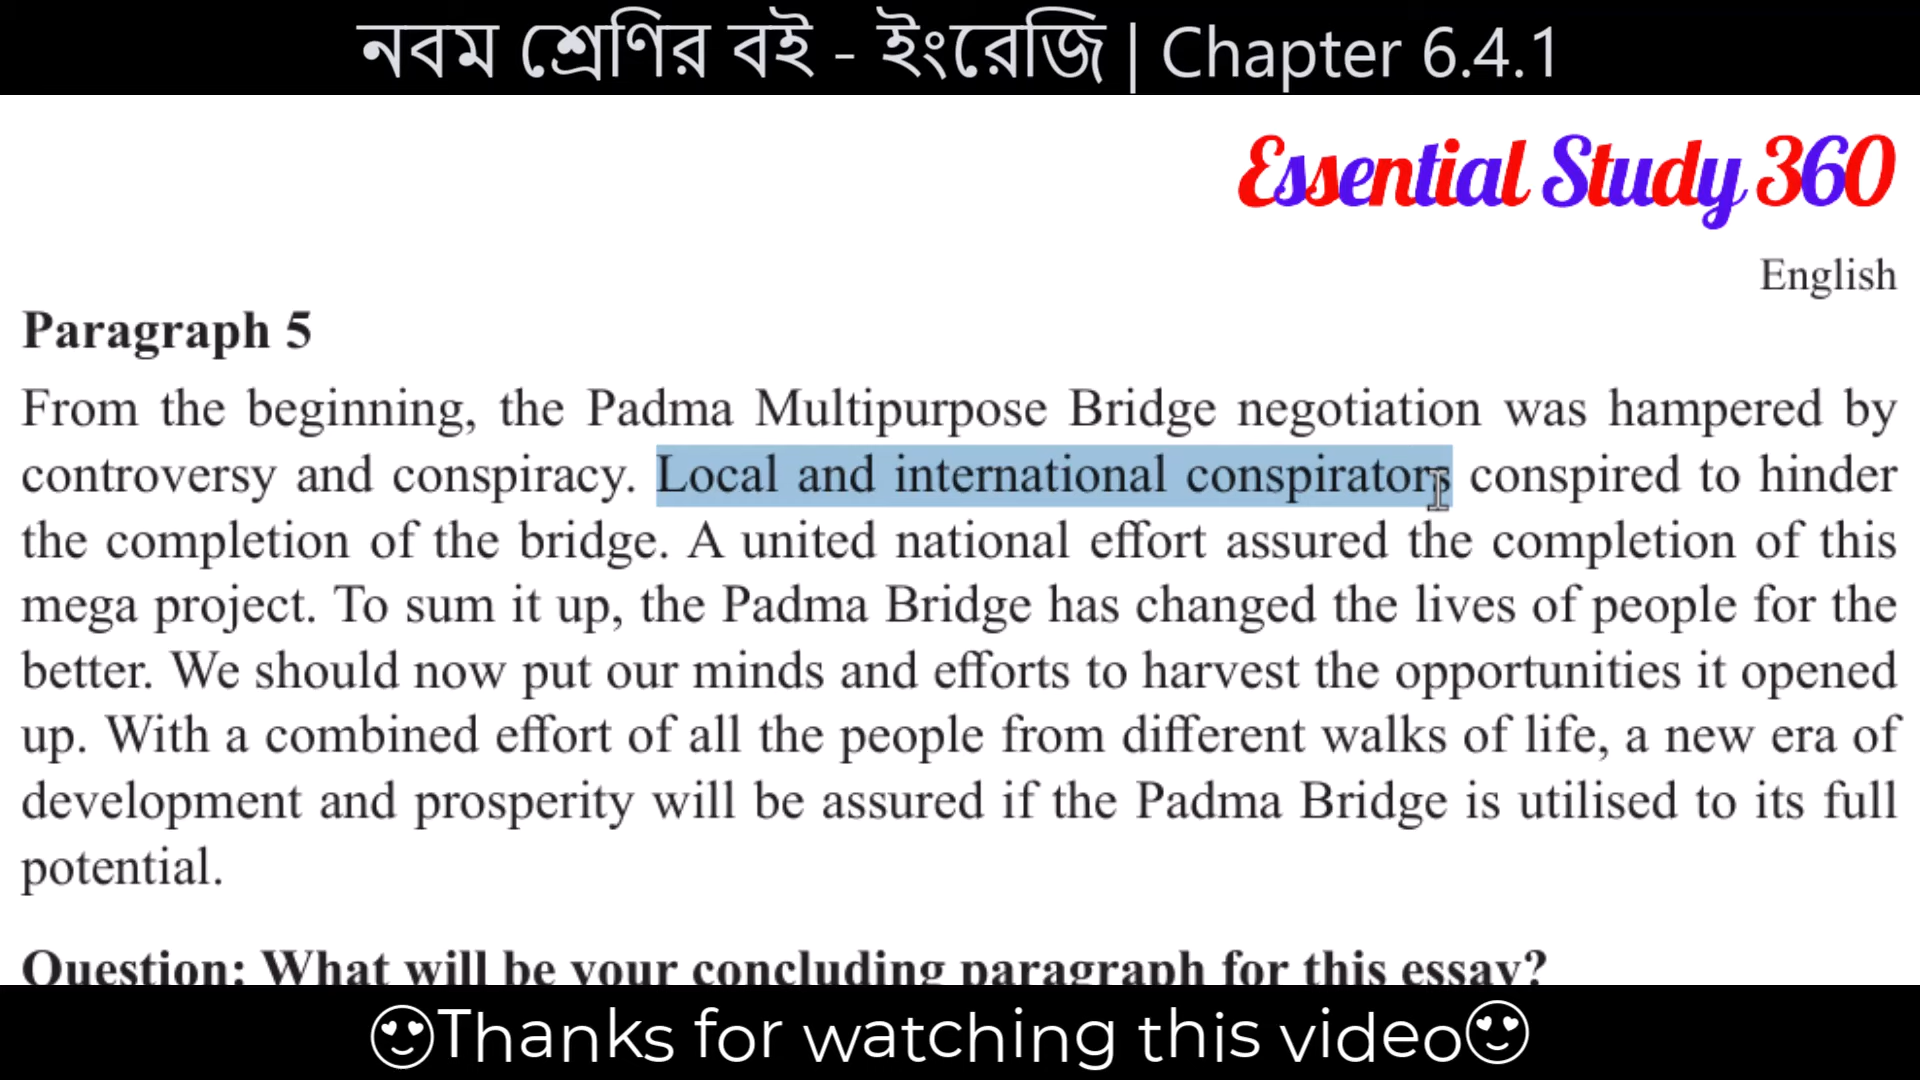 নবম শ্রেণির বই - ইংরেজি | Chapter 6.4.1
Essential Study 360
English
Paragraph 5
From the beginning, the Padma Multipurpose Bridge negotiation was hampered by
controversy and conspiracy. Local and international conspirators conspired to hinder
the completion of the bridge. A united national effort assured the completion of this
mega project. To sum it up, the Padma Bridge has changed the lives of people for the
better. We should now put our minds and efforts to harvest the opportunities it opened
up. With a combined effort of all the people from different walks of life, a new era of
development and prosperity will be assured if the Padma Bridge is utilised to its full
potential.
Question: What will be your concluding paragraph for this essay?
😍Thanks for watching this video😍